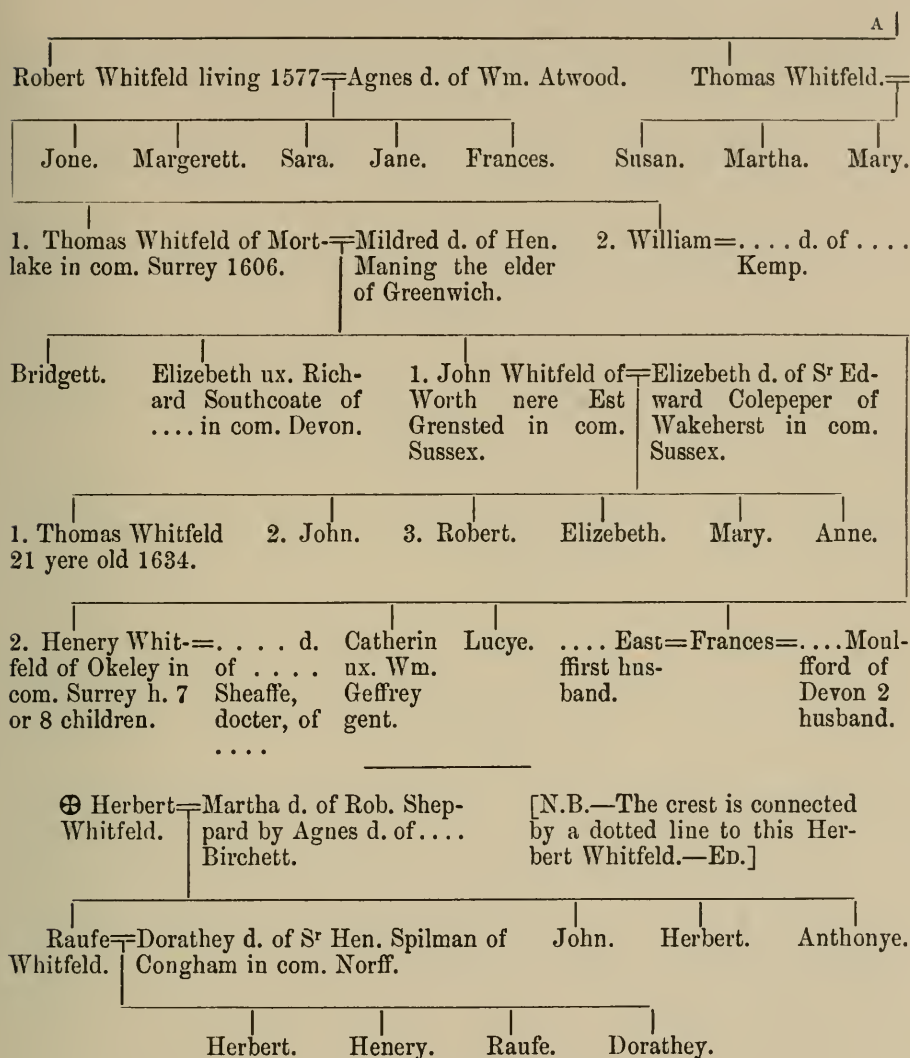 A
Robert Whitfeld living 1577=Agnes d. of Wm. Atwood. Thomas Whitfeld.=
Jone. Margerett. Sara. Jane. Frances. Susan. Martha. Mary.
1. Thomas Whitfeld of Mort-=Mildred d. of Hen. 2. William=. . . . d. of . . . .
lake in com. Surrey 1606. Maning the elder Kemp.
of Greenwich.
Bridgett. Elizebeth ux. Rich- 1. John Whitfeld of=Elizebeth d. of Sr Ed-
ard Southcoate of Worth nere Est ward Colepeper of
. . . . in com. Devon. Grensted in com. Wakeherst in com.
Sussex. Sussex.
1. Thomas Whitfeld 2. John. 3. Robert. Elizebeth. Mary. Anne.
21 yere old 1634.
2. Henery Whit-=. . . . d. Catherin Lucye. . . . . East=Frances=. . . .Moul-
feld of Okeley in of . . . . ux. Wm. ffirst hus- fford of
com. Surrey h. 7 Sheaffe, Geffrey band. Devon 2
or 8 children. docter, of gent. husband.
. . . .
⊕ Herbert=Martha d. of Rob. Shep- [N.B.—The crest is connected
Whitfeld. pard by Agnes d. of . . . . by a dotted line to this Her-
Birchett. bert Whitfeld.—ED.]
Raufe=Dorathey d. of Sr Hen. Spilman of John. Herbert. Anthonye.
Whitfeld. Congham in com. Norff.
Herbert. Henery. Raufe. Dorathey.